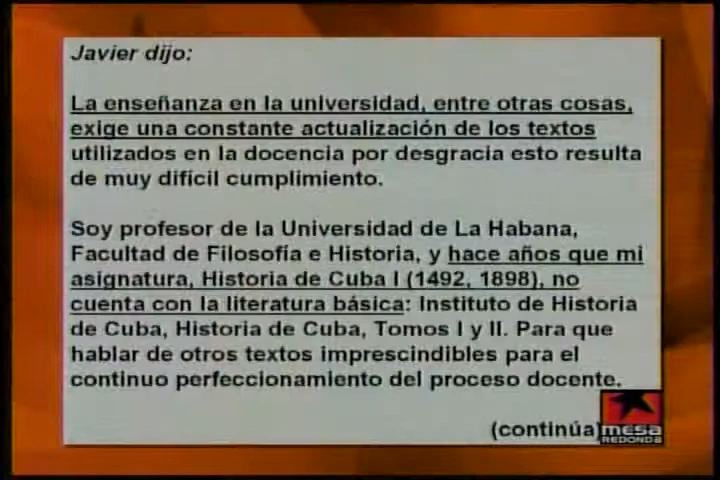 Javier dijo:
La enseñanza en la universidad, entre otras cosas,
exige una constante actualización de los textos
utilizados en la docencia por desgracia esto resulta
de muy difícil cumplimiento.
Soy profesor de la Universidad de La Habana,
Facultad de Filosofía e Historia, y hace años que mi
asignatura, Historia de Cuba I (1492, 1898), no
cuenta con la literatura básica: Instituto de Historia
de Cuba, Historia de Cuba, Tomos I y II. Para que
hablar de otros textos imprescindibles para el
continuo perfeccionamiento del proceso docente.
(continúa)
mesa
REDONDA